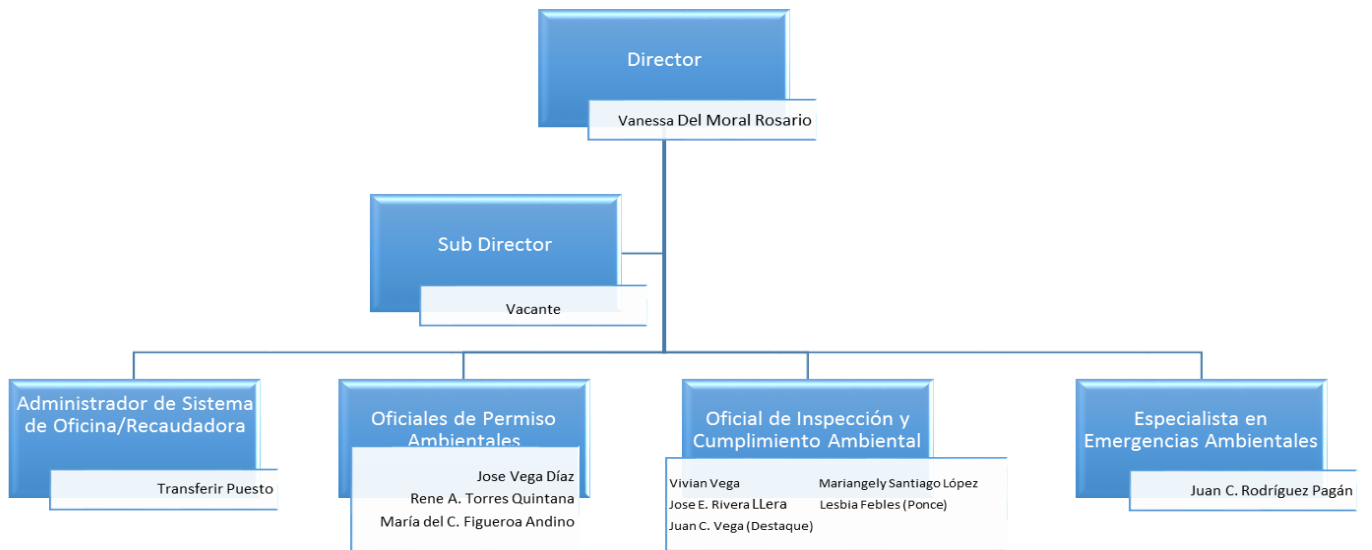 Director
Vanessa Del Moral Rosario
Sub Director
Vacante
Administrador de Sistema
de Oficina/Recaudadora
Transferir Puesto
Oficiales de Permiso
Ambientales
Jose Vega Díaz
Rene A. Torres Quintana
María del C. Figueroa Andino
Oficial de Inspección y
Cumplimiento Ambiental
Vivian Vega
Mariangely Santiago López
Jose E. Rivera LLera
Lesbia Febles (Ponce)
Juan C. Vega (Destaque)
Especialista en
Emergencias Ambientales
Juan C. Rodríguez Pagán